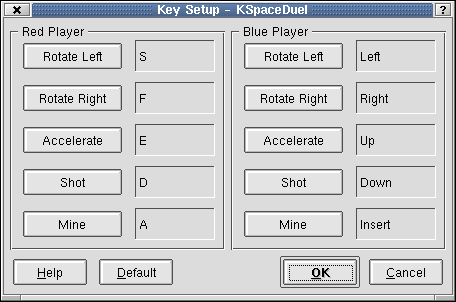 Key Setup - KSpaceDuel
Red Player
Rotate Left S
Rotate Right F
Accelerate E
Shot D
Mine A
Blue Player
Rotate Left Left
Rotate Right Right
Accelerate Up
Shot Down
Mine Insert
Help Default OK Cancel